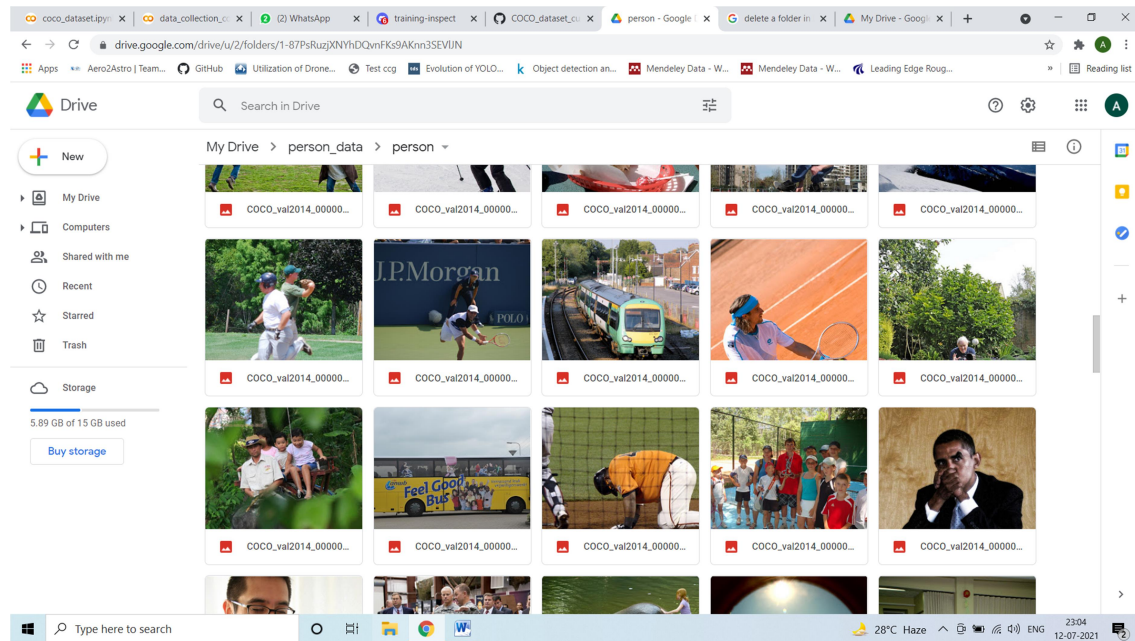 coco_dataset.ipyn
data_collection_cc
(2) WhatsApp
training-inspect
COCO_dataset_cu
person - Google D
delete a folder in
My Drive - Google
drive.google.com/drive/u/2/folders/1-87PsRuzjXNYhDQvnFKs9AKnn3SEVlJN
A
Apps
Aero2Astro | Team...
GitHub
Utilization of Drone...
Test ccg
Evolution of YOLO...
Object detection an...
Mendeley Data - W...
Mendeley Data - W...
Leading Edge Roug...
»
Reading list
Drive
Search in Drive
A
New
My Drive > person_data > person
My Drive
Computers
Shared with me
Recent
Starred
Trash
Storage
5.89 GB of 15 GB used
Buy storage
COCO_val2014_00000...
COCO_val2014_00000...
COCO_val2014_00000...
COCO_val2014_00000...
COCO_val2014_00000...
J.P.Morgan
POLO
COCO_val2014_00000...
COCO_val2014_00000...
COCO_val2014_00000...
COCO_val2014_00000...
COCO_val2014_00000...
Feel Good
Bus
COCO_val2014_00000...
COCO_val2014_00000...
COCO_val2014_00000...
COCO_val2014_00000...
COCO_val2014_00000...
31
Type here to search
28°C Haze
ENG
23:04
12-07-2021
2